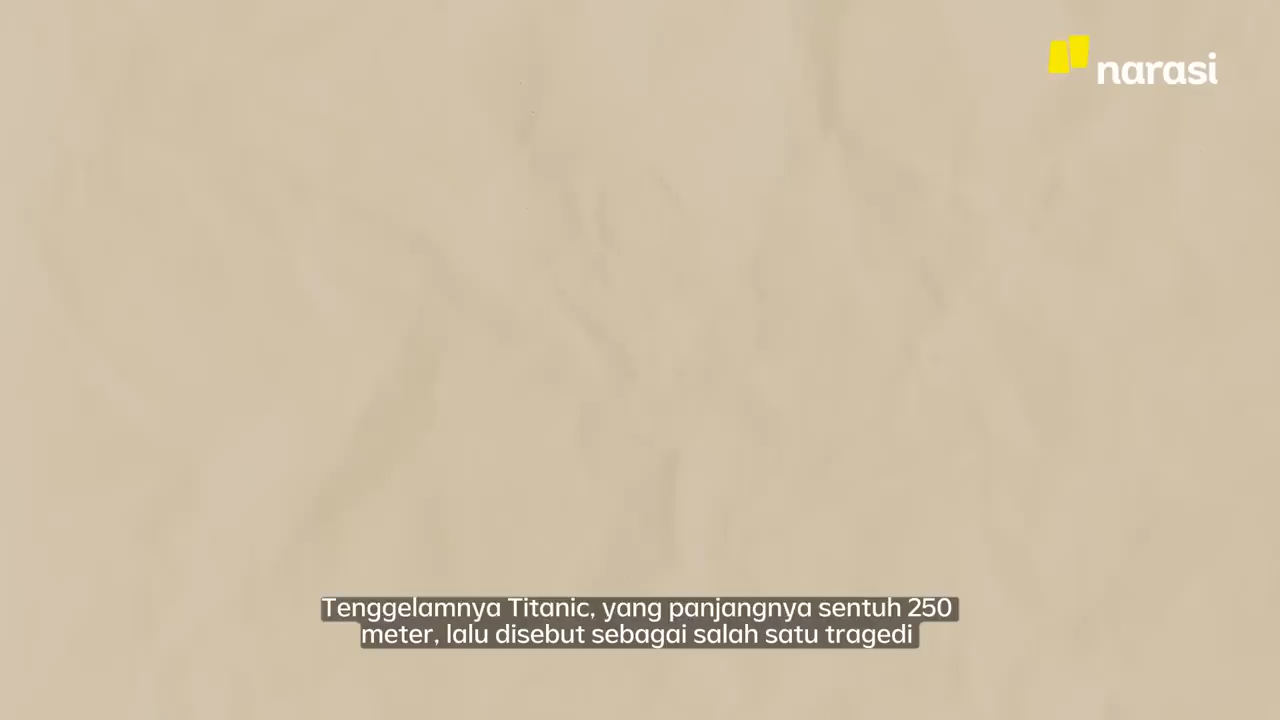 narasi
Tenggelamnya Titanic, yang panjangnya sentuh 250
meter, lalu disebut sebagai salah satu tragedi